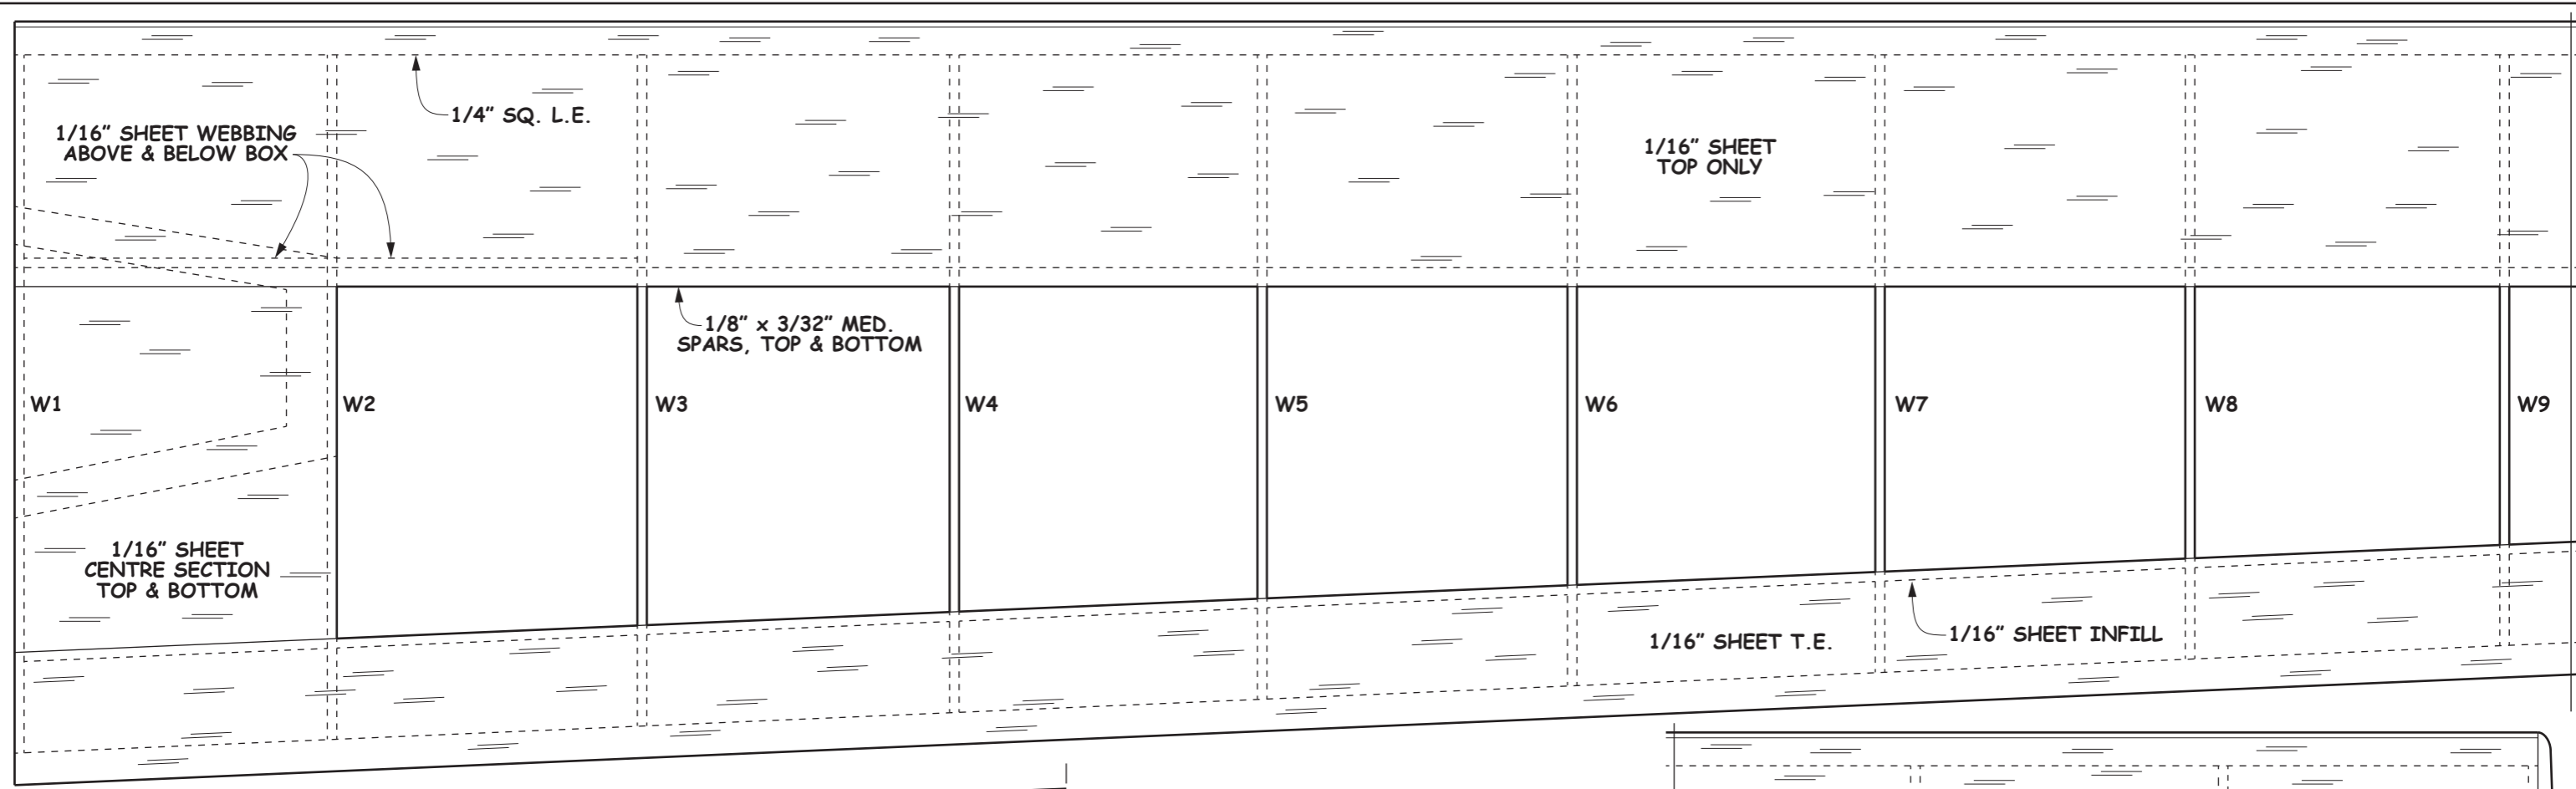 1/4” SQ. L.E.
1/16” SHEET WEBBING
ABOVE & BELOW BOX
1/16” SHEET
TOP ONLY
1/8” x 3/32” MED.
SPARS, TOP & BOTTOM
W1
W2
W3
W4
W5
W6
W7
W8
W9
1/16” SHEET
CENTRE SECTION
TOP & BOTTOM
1/16” SHEET T.E.
1/16” SHEET INFILL